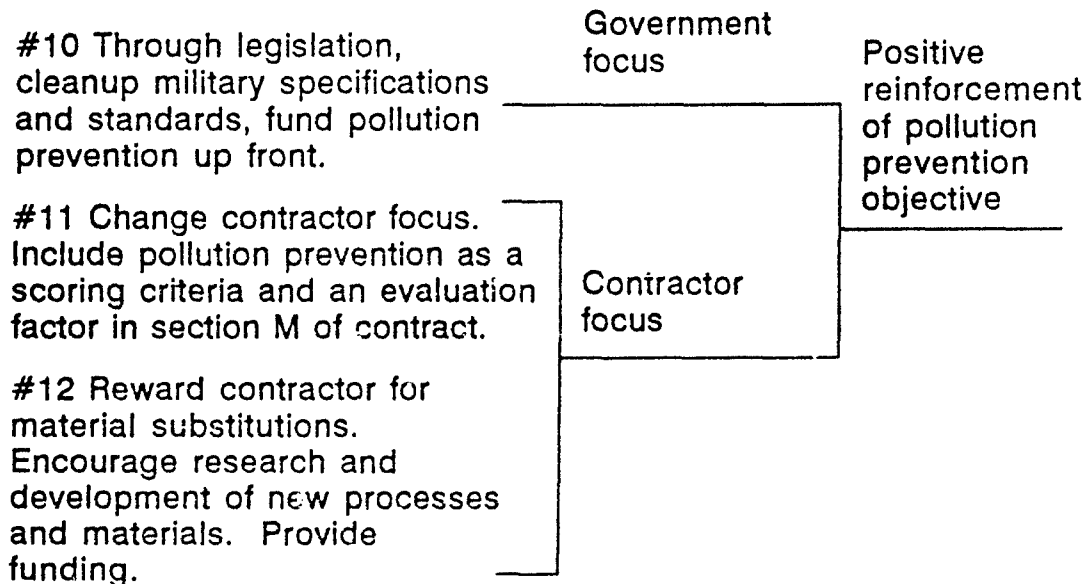 #10 Through legislation,
cleanup military specifications
and standards, fund pollution
prevention up front.
Government
focus
Positive
reinforcement
of pollution
prevention
objective
#11 Change contractor focus.
Include pollution prevention as a
scoring criteria and an evaluation
factor in section M of contract.
Contractor
focus
#12 Reward contractor for
material substitutions.
Encourage research and
development of new processes
and materials. Provide
funding.